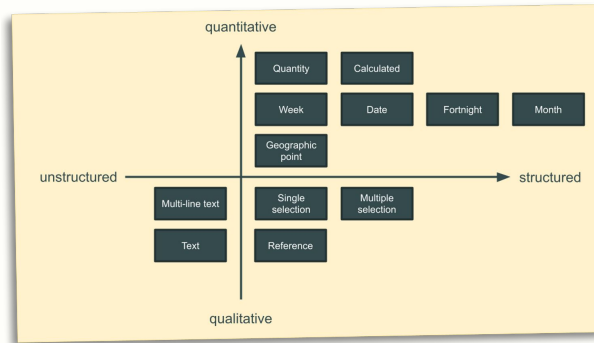 quantitative
Quantity Calculated
Week Date Fortnight Month
Geographic
point
unstructured structured
Multi-line text Single
selection Multiple
selection
Text Reference
qualitative